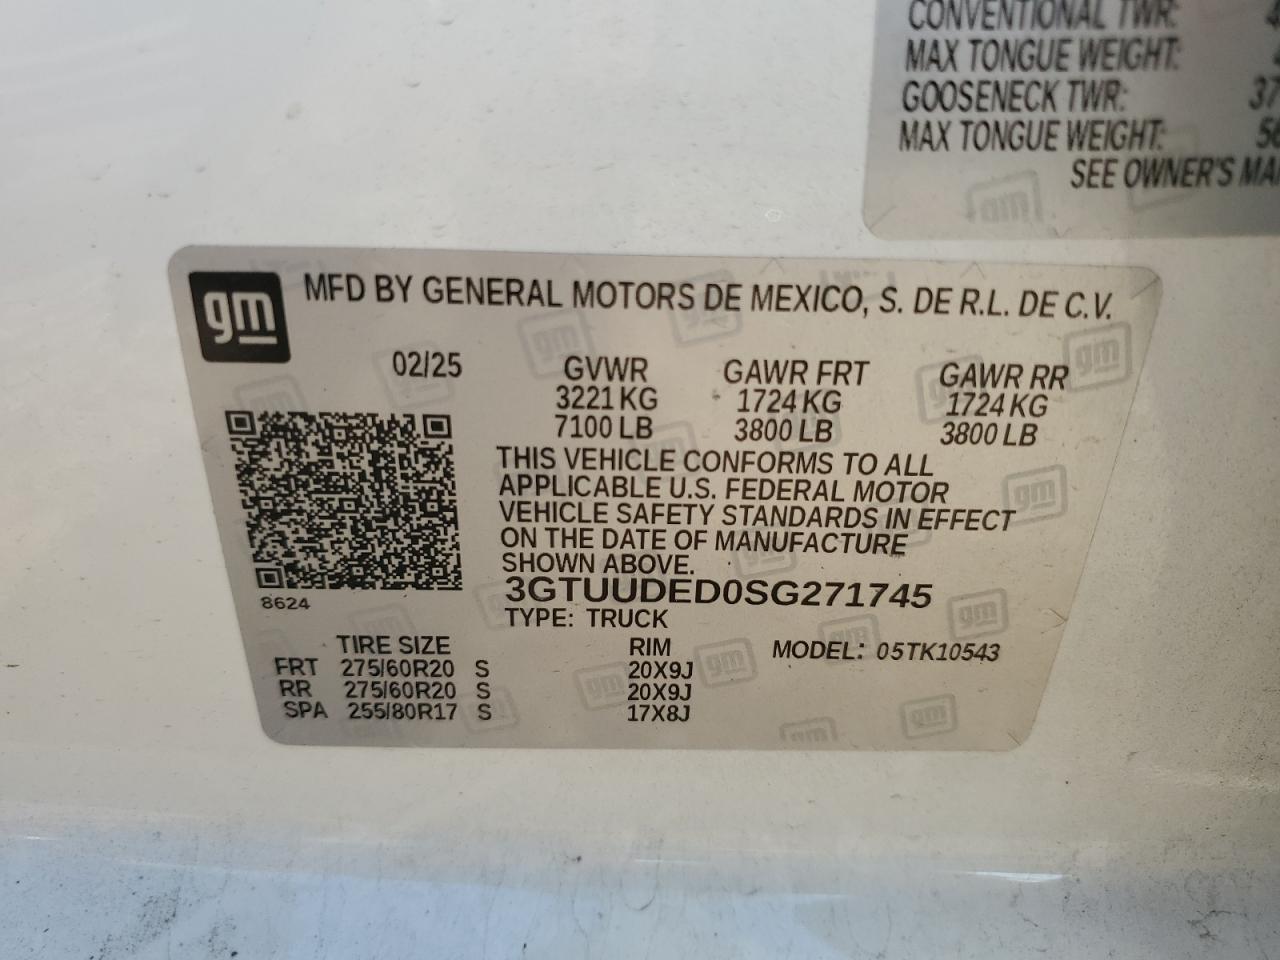 CONVENTIONAL TWR:
MAX TONGUE WEIGHT:
GOOSENECK TWR: 37
MAX TONGUE WEIGHT: 56
SEE OWNER'S MA
gm
MFD BY GENERAL MOTORS DE MEXICO, S. DE R.L. DE C.V.
02/25 GVWR GAWR FRT GAWR RR
3221 KG 1724 KG 1724 KG
7100 LB 3800 LB 3800 LB
THIS VEHICLE CONFORMS TO ALL
APPLICABLE U.S. FEDERAL MOTOR
VEHICLE SAFETY STANDARDS IN EFFECT
ON THE DATE OF MANUFACTURE
SHOWN ABOVE.
3GTUUDED0SG271745
8624
TYPE: TRUCK
TIRE SIZE RIM MODEL: 05TK10543
FRT 275/60R20 S 20X9J
RR 275/60R20 S 20X9J
SPA 255/80R17 S 17X8J